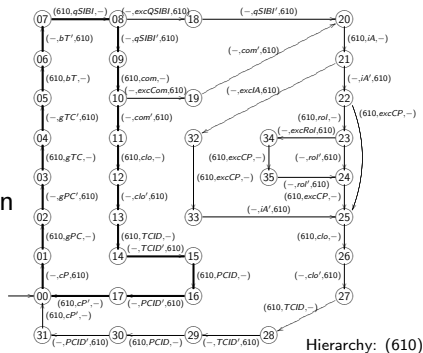 07 (610,qSIBI,−) 08 (−,excQSIBI,610) 18 (−,qSIBI′,610) 20
(−,bT′,610) (−,qSIBI′,610) (−,com′,610) (610,iA,−)
06 09 21
(610,bT,−) (610,com,−) (−,excIA,610) (−,iA′,610)
05 10 (−,excCom,610) 19 22
(−,gTC′,610) (−,com′,610) (610,roI,−) (610,excCP,−)
04 11 32 34 (−,excRoI,610) 23
(610,gTC,−) (610,clo,−) (610,excCP,−) (−,roI′,610)
03 12 (610,excCP,−) 35 (−,roI′,610) 24
(−,gPC′,610) (−,clo′,610) (610,excCP,−)
n
02 13 33 (−,iA′,610) 25
(610,gPC,−) (610,TCID,−) (610,clo,−)
01 14 (−,TCID′,610) 15 26
(−,cP,610) (610,PCID,−) (−,clo′,610)
00 (610,cP′,−) 17 (−,PCID′,610) 16 27
(610,cP′,−) (610,TCID,−)
31 (−,PCID′,610) 30 (610,PCID,−) 29 (−,TCID′,610) 28
Hierarchy: (610)